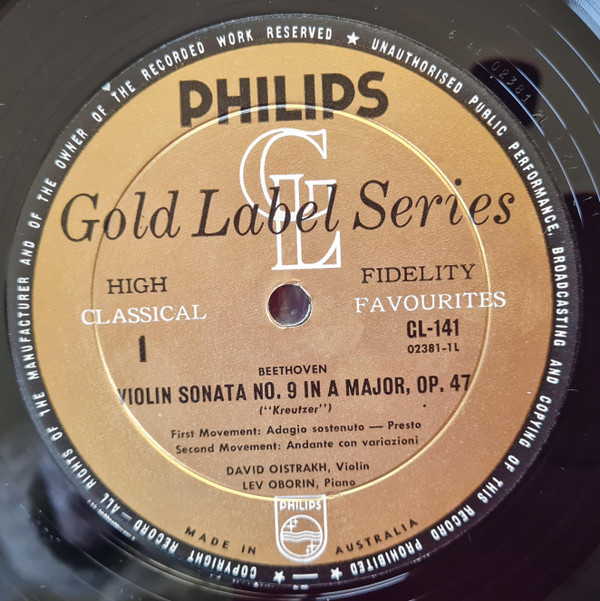 ALL RIGHTS OF THE MANUFACTURER AND OF THE OWNER OF THE RECORDED WORK RESERVED ★ UNAUTHORISED PUBLIC PERFORMANCE, BROADCASTING AND COPYING OF THIS RECORD PROHIBITED ★ COPYRIGHT RECORD
PHILIPS
GL
Gold Label Series
HIGH FIDELITY
CLASSICAL FAVOURITES
1
GL-141
02381-1L
BEETHOVEN
VIOLIN SONATA NO. 9 IN A MAJOR, OP. 47
("Kreutzer")
First Movement: Adagio sostenuto — Presto
Second Movement: Andante con variazioni
DAVID OISTRAKH, Violin
LEV OBORIN, Piano
PHILIPS
MADE IN AUSTRALIA